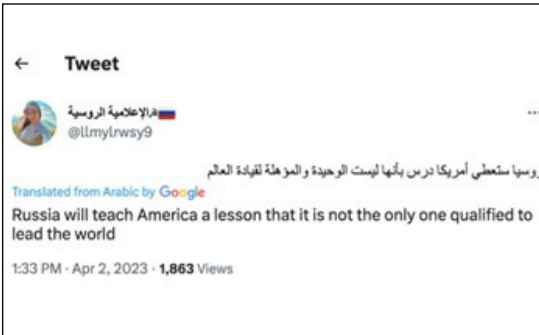 ← Tweet
الإعلامية الروسية
@llmylrwsy9
روسيا ستعطي أمريكا درس بأنها ليست الوحيدة والمؤهلة لقيادة العالم
Translated from Arabic by Google
Russia will teach America a lesson that it is not the only one qualified to
lead the world
1:33 PM · Apr 2, 2023 · 1,863 Views